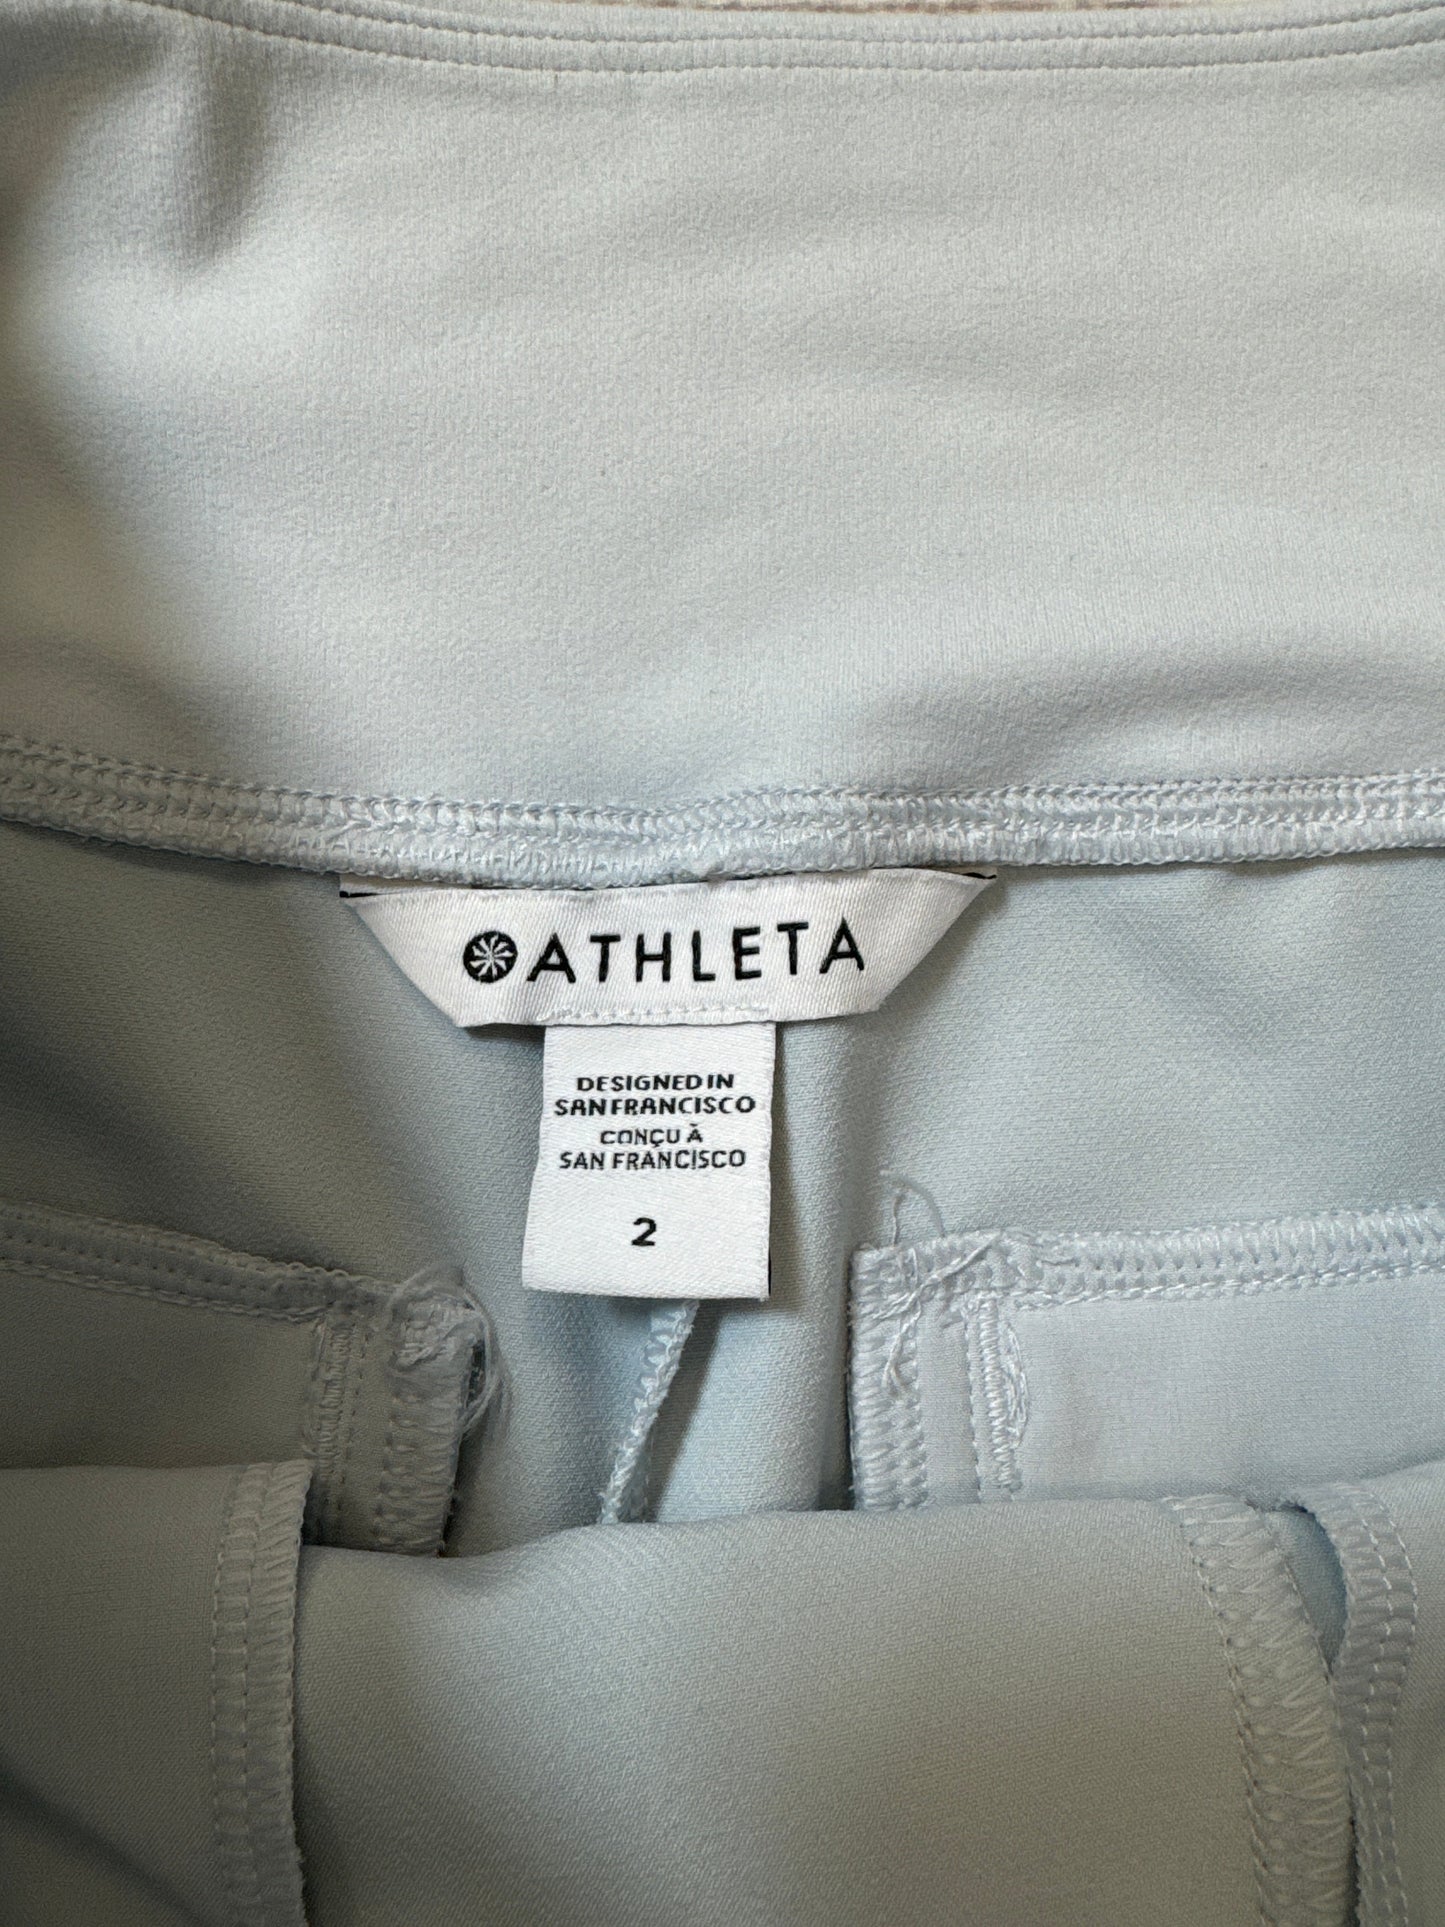 ATHLETA
DESIGNED IN
SAN FRANCISCO
CONÇU À
SAN FRANCISCO
2